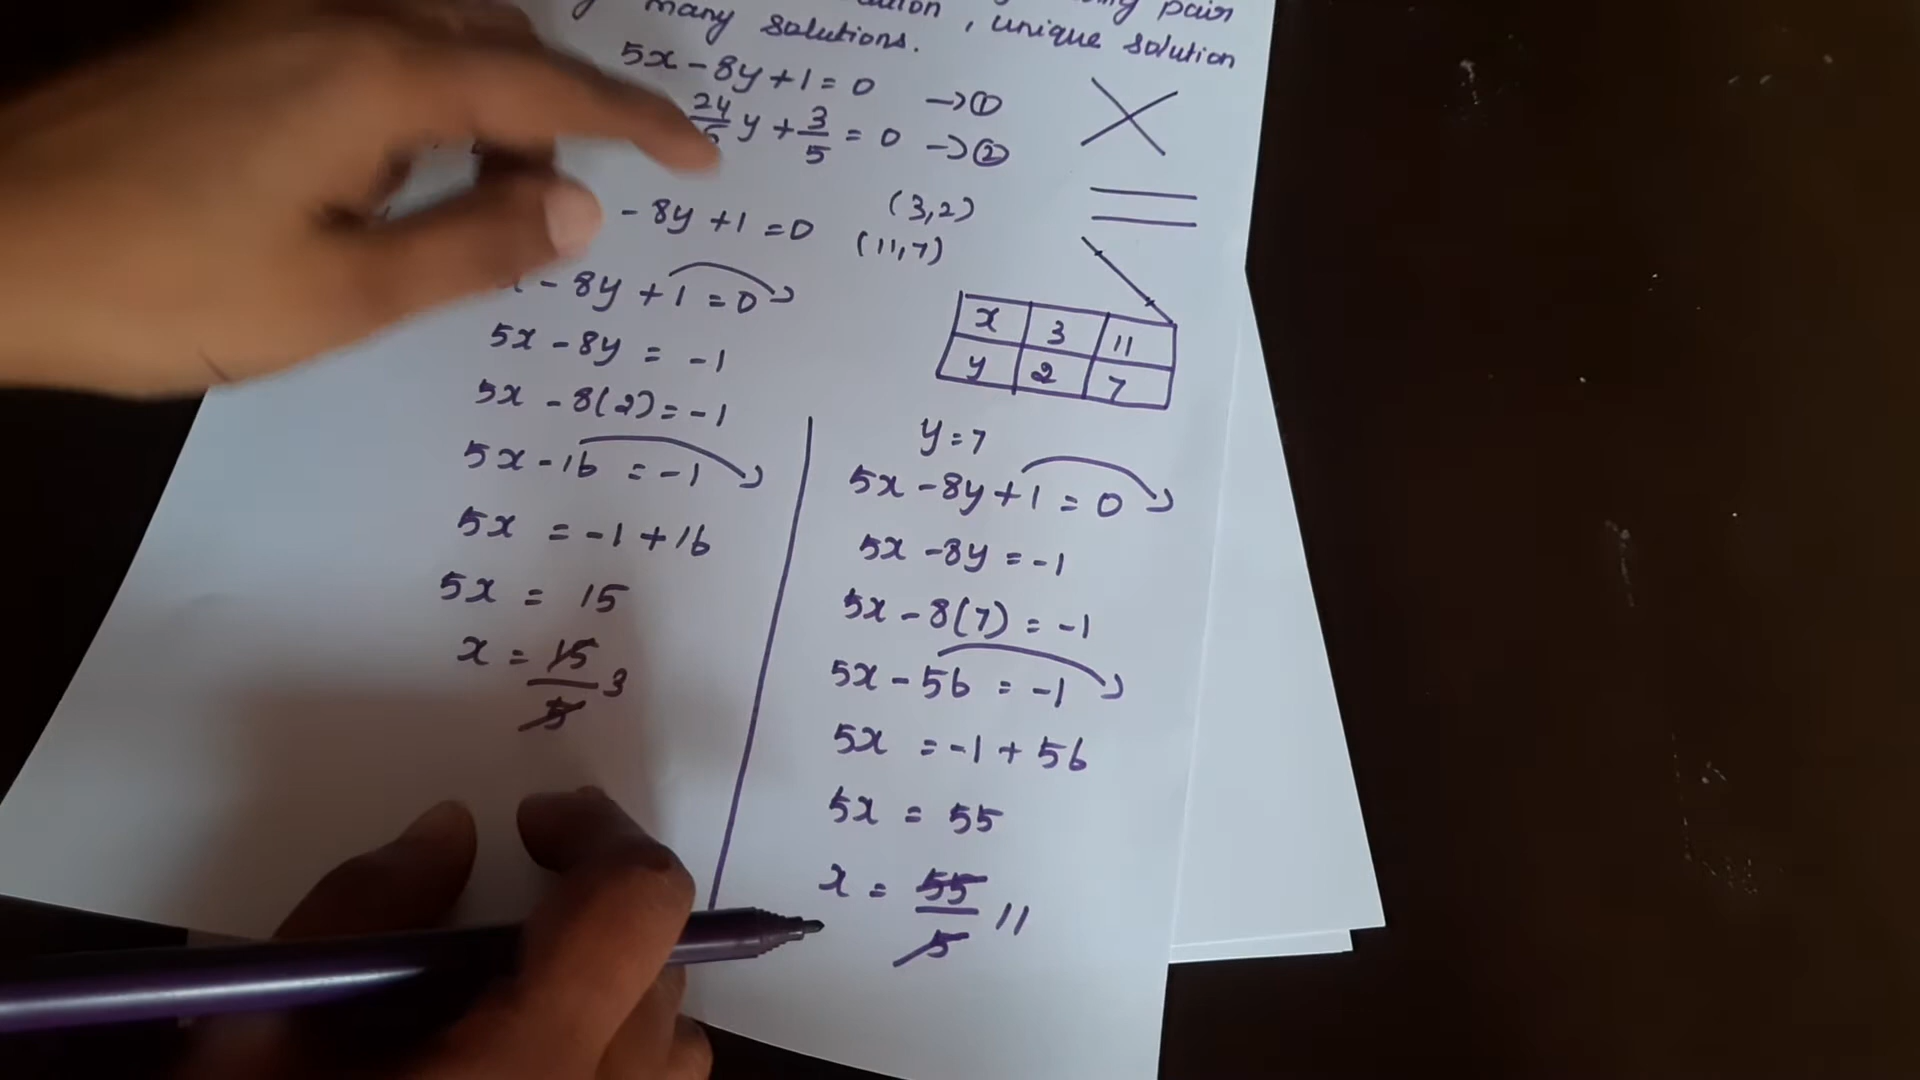 pair
many solutions. , unique solution
5x - 8y + 1 = 0 → ①
24/5 y + 3/5 = 0 → ②
- 8y + 1 = 0
(3,2)
(11,7)
x - 8y + 1 = 0
5x - 8y = -1
5x - 8(2) = -1
5x - 16 = -1
5x = -1 + 16
5x = 15
x = 15/5 3
x 3 11
y 2 7
y = 7
5x - 8y + 1 = 0
5x - 8y = -1
5x - 8(7) = -1
5x - 56 = -1
5x = -1 + 56
5x = 55
x = 55/5 11